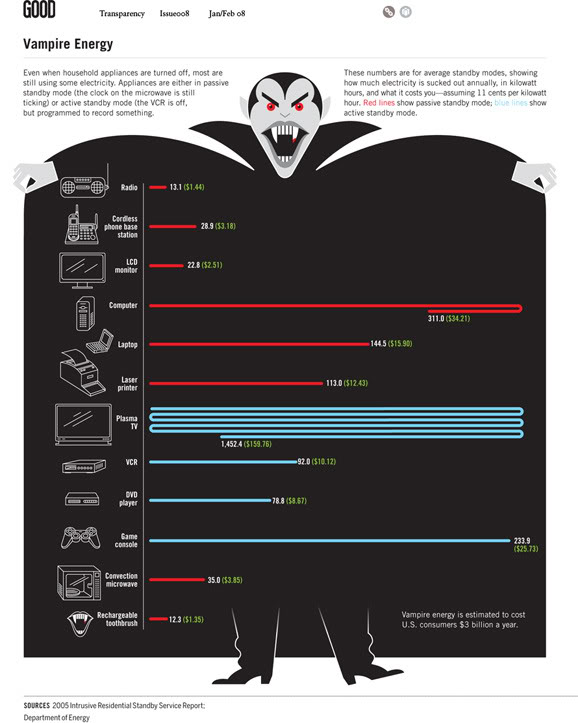 GOOD
Transparency Issue008 Jan/Feb 08
Vampire Energy
Even when household appliances are turned off, most are
still using some electricity. Appliances are either in passive
standby mode (the clock on the microwave is still
ticking) or active standby mode (the VCR is off,
but programmed to record something.
These numbers are for average standby modes, showing
how much electricity is sucked out annually, in kilowatt
hours, and what it costs you—assuming 11 cents per kilowatt
hour. Red lines show passive standby mode; blue lines show
active standby mode.
Radio 13.1 ($1.44)
Cordless
phone base
station
28.9 ($3.18)
LCD
monitor
22.8 ($2.51)
Computer
311.0 ($34.21)
Laptop 144.5 ($15.90)
Laser
printer
113.0 ($12.43)
Plasma
TV
1,452.4 ($159.76)
VCR 92.0 ($10.12)
DVD
player
78.8 ($8.67)
Game
console
233.9
($25.73)
Convection
microwave
35.0 ($3.85)
Rechargeable
toothbrush
12.3 ($1.35)
Vampire energy is estimated to cost
U.S. consumers $3 billion a year.
SOURCES 2005 Intrusive Residential Standby Service Report;
Department of Energy